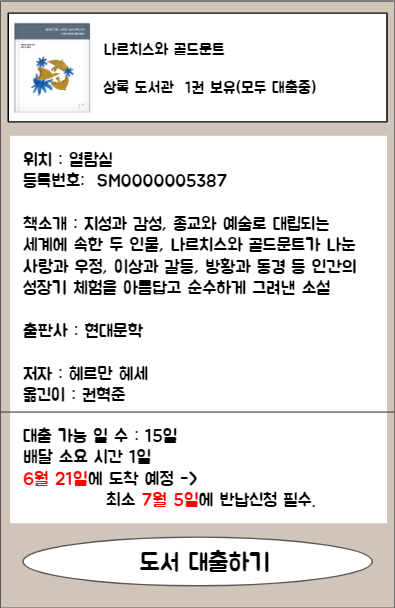 나르치스와 골드문트
상록 도서관 1권 보유(모두 대출중)
위치 : 열람실
등록번호: SM0000005387
책소개 : 지성과 감성, 종교와 예술로 대립되는
세계에 속한 두 인물, 나르치스와 골드문트가 나눈
사랑과 우정, 이상과 갈등, 방황과 동경 등 인간의
성장기 체험을 아름답고 순수하게 그려낸 소설
출판사 : 현대문학
저자 : 헤르만 헤세
옮긴이 : 권혁준
대출 가능 일 수 : 15일
배달 소요 시간 1일
6월 21일에 도착 예정 ->
최소 7월 5일에 반납신청 필수.
도서 대출하기